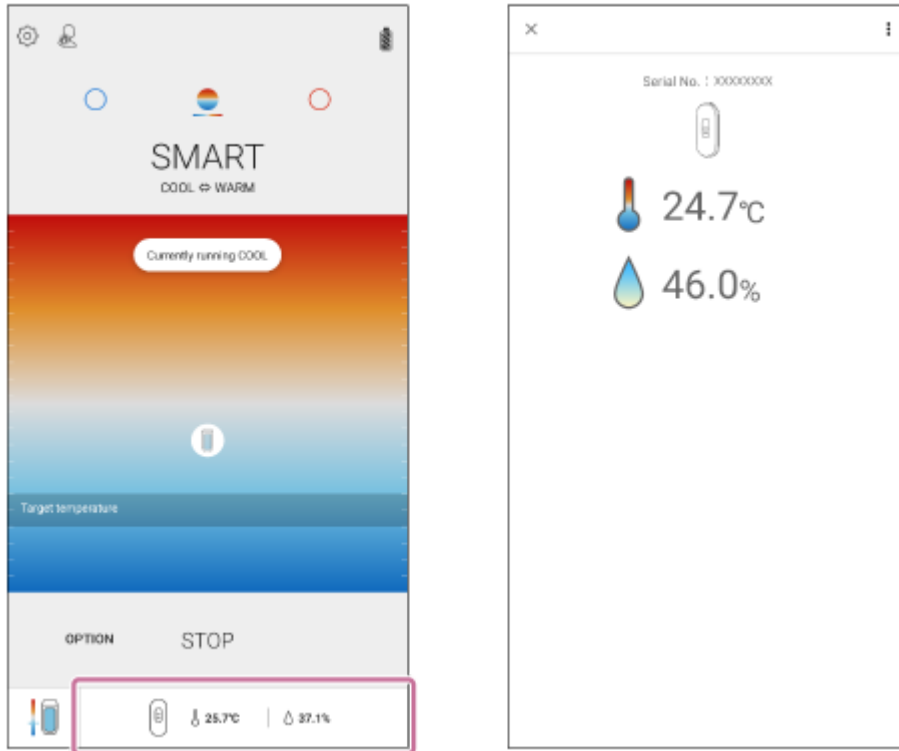 SMART
COOL ⇔ WARM
Currently running COOL
Target temperature
OPTION
STOP
25.7℃
37.1%
Serial No. : XXXXXXXX
24.7℃
46.0%